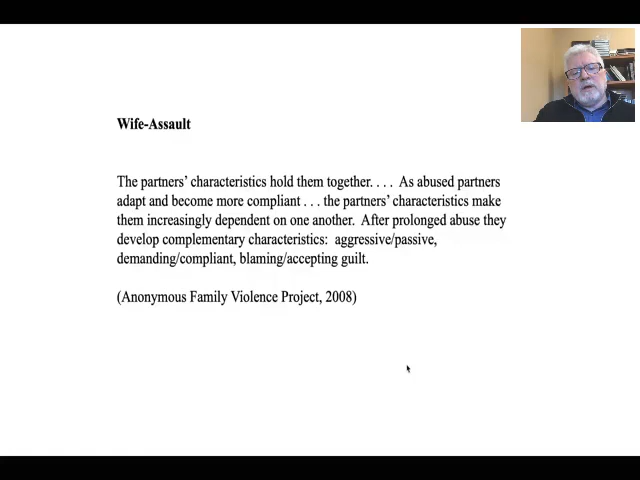 Wife-Assault
The partners' characteristics hold them together. . . . As abused partners
adapt and become more compliant . . . the partners' characteristics make
them increasingly dependent on one another. After prolonged abuse they
develop complementary characteristics: aggressive/passive,
demanding/compliant, blaming/accepting guilt.
(Anonymous Family Violence Project, 2008)